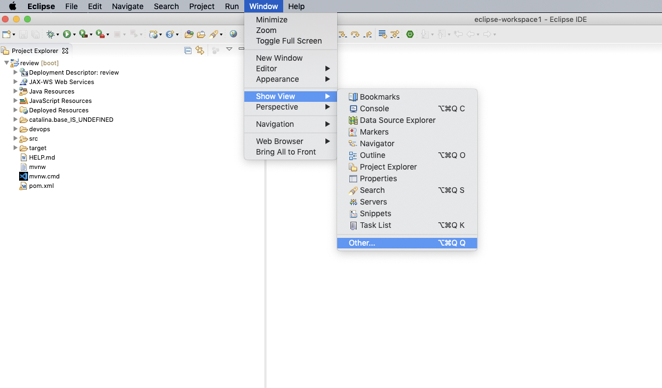 Eclipse File Edit Navigate Search Project Run Window Help
eclipse-workspace1 - Eclipse IDE
Project Explorer
review [boot]
Deployment Descriptor: review
JAX-WS Web Services
Java Resources
JavaScript Resources
Deployed Resources
catalina.base_IS_UNDEFINED
devops
src
target
HELP.md
mvnw
mvnw.cmd
pom.xml
Minimize
Zoom
Toggle Full Screen
New Window
Editor
Appearance
Show View
Perspective
Navigation
Web Browser
Bring All to Front
Bookmarks
Console ⌥⌘Q C
Data Source Explorer
Markers
Navigator
Outline ⌥⌘Q O
Project Explorer
Properties
Search ⌥⌘Q S
Servers
Snippets
Task List ⌥⌘Q K
Other... ⌥⌘Q Q